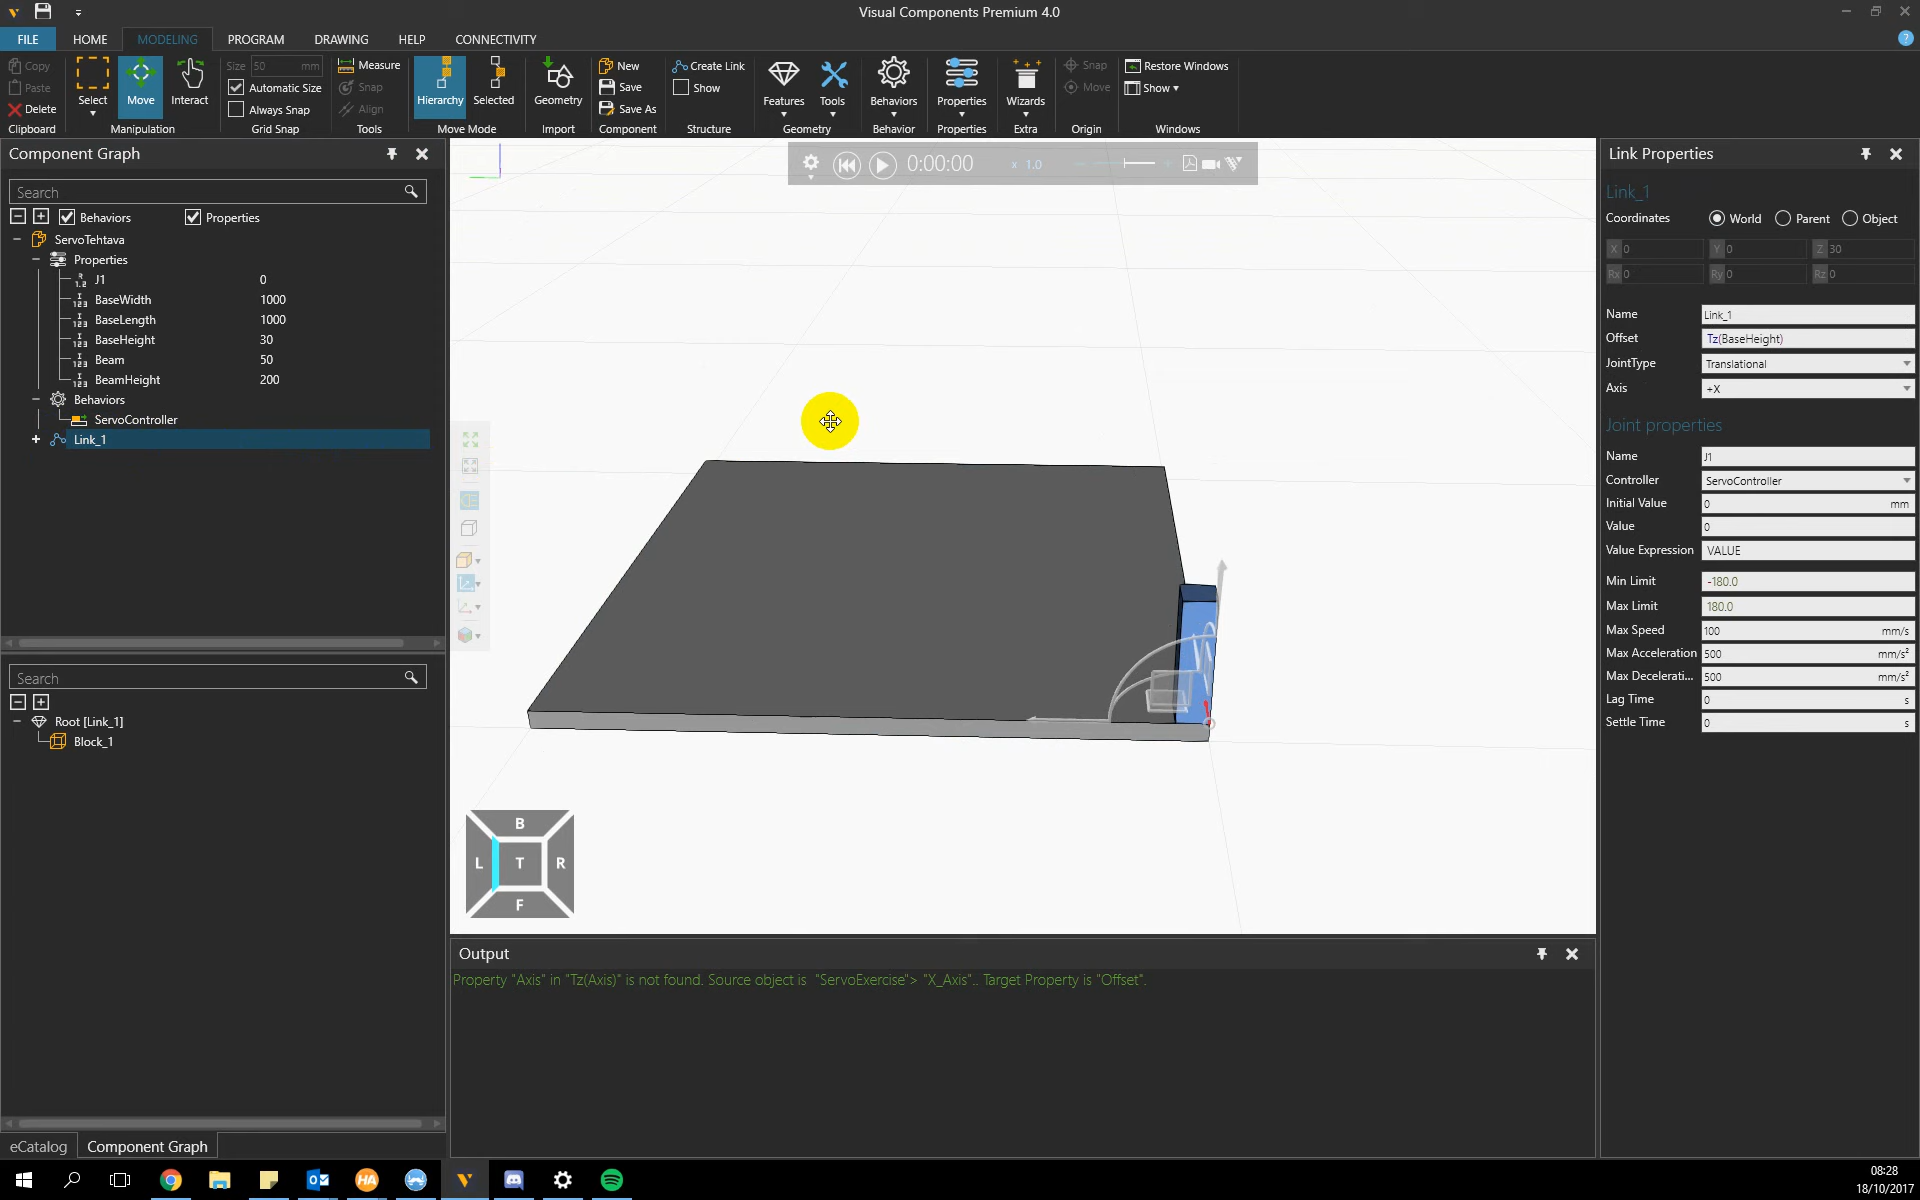 Visual Components Premium 4.0
FILE HOME MODELING PROGRAM DRAWING HELP CONNECTIVITY
Copy
Paste
Delete
Clipboard
Select
Move
Interact
Manipulation
Size 50 mm
Automatic Size
Always Snap
Grid Snap
Measure
Snap
Align
Tools
Hierarchy
Selected
Move Mode
Geometry
Import
New
Save
Save As
Component
Create Link
Show
Structure
Features
Tools
Geometry
Behaviors
Behavior
Properties
Properties
Wizards
Extra
Snap
Move
Origin
Restore Windows
Show
Windows
Component Graph
Search
Behaviors Properties
ServoTehtava
Properties
J1 0
BaseWidth 1000
BaseLength 1000
BaseHeight 30
Beam 50
BeamHeight 200
Behaviors
ServoController
Link_1
Search
Root [Link_1]
Block_1
eCatalog Component Graph
0:00:00 x 1.0
B
L T R
F
Output
Property "Axis" in "Tz(Axis)" is not found. Source object is "ServoExercise"> "X_Axis".. Target Property is "Offset".
Link Properties
Link_1
Coordinates World Parent Object
X 0 Y 0 Z 30
Rx 0 Ry 0 Rz 0
Name Link_1
Offset Tz(BaseHeight)
JointType Translational
Axis +X
Joint properties
Name J1
Controller ServoController
Initial Value 0 mm
Value 0
Value Expression VALUE
Min Limit -180.0
Max Limit 180.0
Max Speed 100 mm/s
Max Acceleration 500 mm/s²
Max Decelerati... 500 mm/s²
Lag Time 0 s
Settle Time 0 s
08:28
18/10/2017